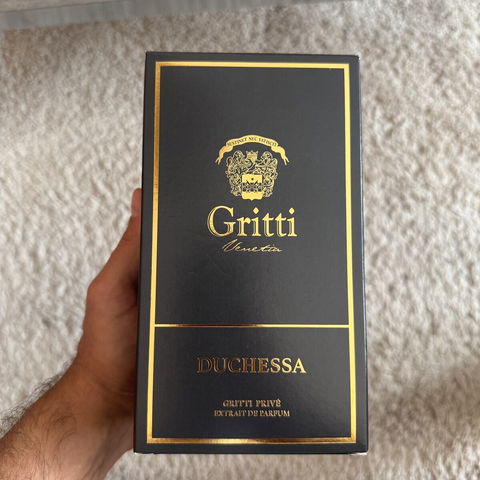 Gritti
Venetia
DUCHESSA
GRITTI PRIVÉ
EXTRAIT DE PARFUM